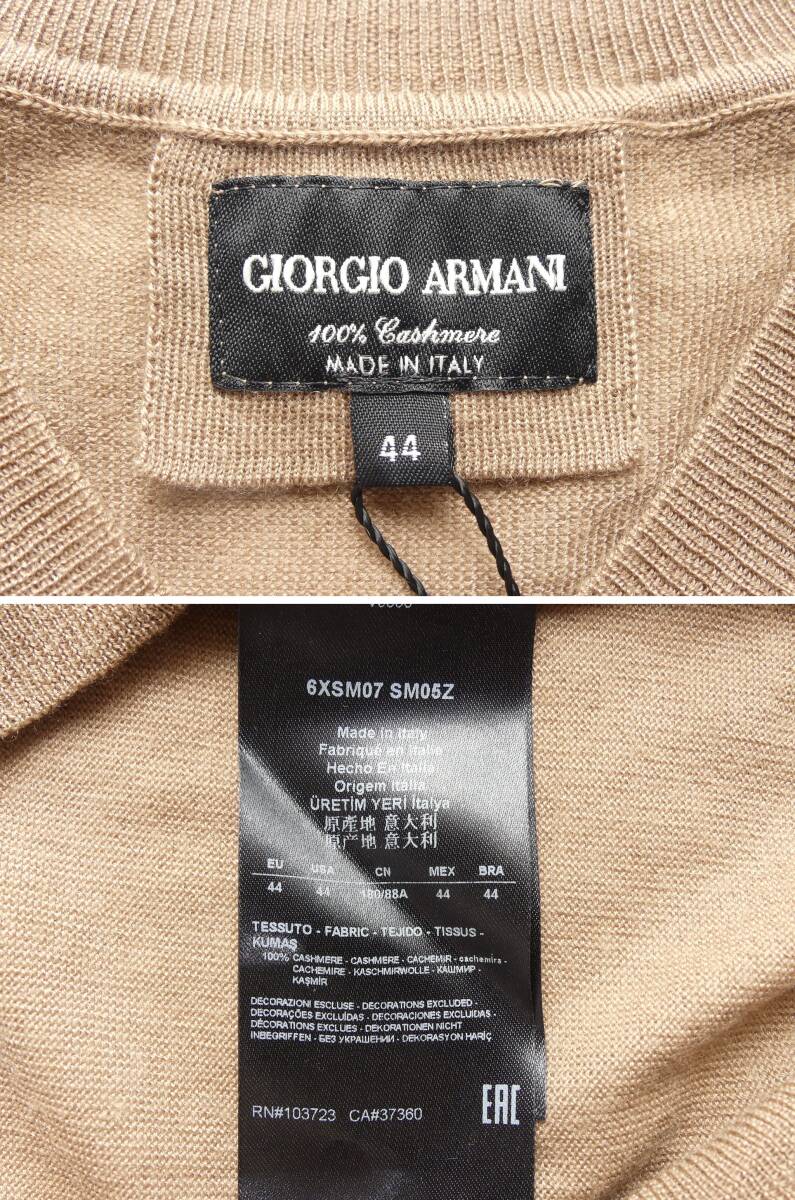 GIORGIO ARMANI
100% Cashmere
MADE IN ITALY
44
6XSM07 SM05Z
Made in Italy
Fabriqué en Italie
Hecho En Italia
Origem Italia
ÜRETİM YERİ İtalya
原產地 意大利
原产地 意大利
EU USA CN MEX BRA
44 44 180/88A 44 44
TESSUTO - FABRIC - TEJIDO - TISSUS -
KUMAŞ
100% CASHMERE - CASHMERE - CACHEMIR - cachemira -
CACHEMIRE - KASCHMIRWOLLE - КАШМИР -
KAŞMİR
DECORAZIONI ESCLUSE - DECORATIONS EXCLUDED -
DECORAÇÕES EXCLUÍDAS - DECORACIONES EXCLUIDAS -
DÉCORATIONS EXCLUES - DEKORATIONEN NICHT
INBEGRIFFEN - БЕЗ УКРАШЕНИИ - DEKORASYON HARİÇ
RN#103723 CA#37360
EAC